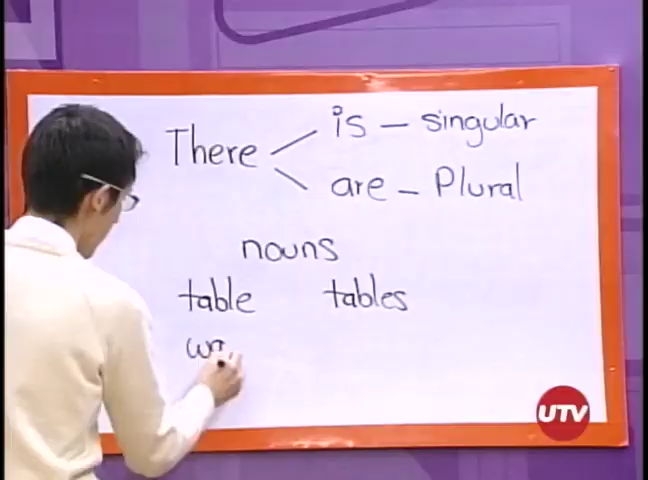 There is — singular
are — Plural
nouns
table tables
UTV